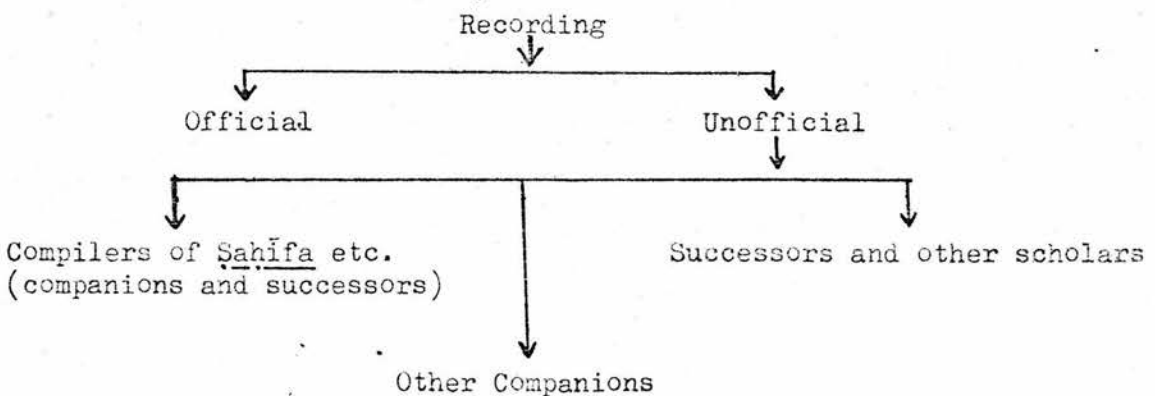 Recording
Official Unofficial
Compilers of Ṣaḥīfa etc. Successors and other scholars
(companions and successors)
Other Companions